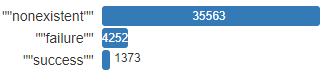 ""nonexistent"" 35563
""failure"" 4252
""success"" 1373